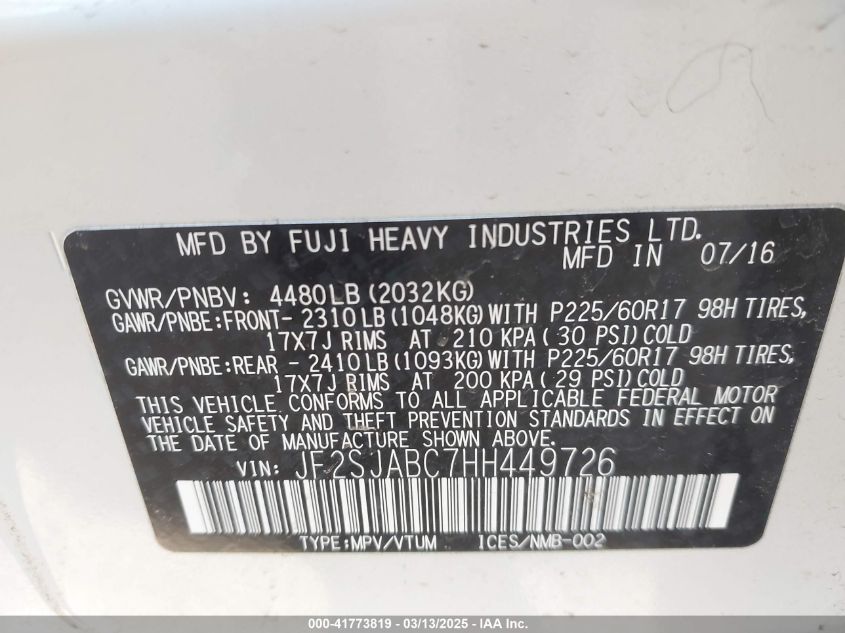 MFD BY FUJI HEAVY INDUSTRIES LTD.
MFD IN 07/16
GVWR/PNBV: 4480LB (2032KG)
GAWR/PNBE:FRONT- 2310LB (1048KG) WITH P225/60R17 98H TIRES,
17X7J RIMS AT 210 KPA ( 30 PSI) COLD
GAWR/PNBE:REAR - 2410LB (1093KG) WITH P225/60R17 98H TIRES,
17X7J RIMS AT 200 KPA ( 29 PSI) COLD
THIS VEHICLE CONFORMS TO ALL APPLICABLE FEDERAL MOTOR
VEHICLE SAFETY AND THEFT PREVENTION STANDARDS IN EFFECT ON
THE DATE OF MANUFACTURE SHOWN ABOVE.
VIN: JF2SJABC7HH449726
TYPE:MPV/VTUM ICES/NMB-002
000-41773819 - 03/13/2025 - IAA Inc.